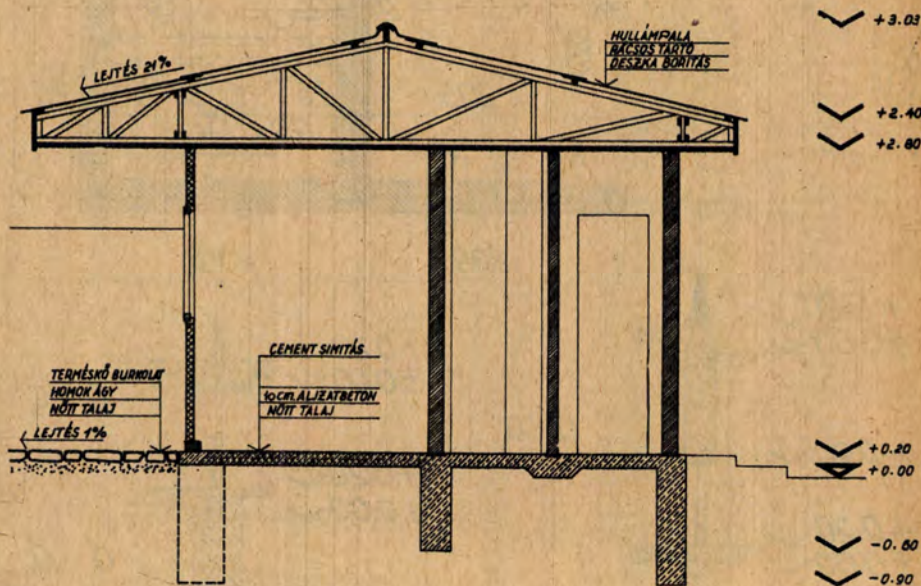 +3.03
HULLÁMPALA
RÁCSOS TARTÓ
DESZKA BORÍTÁS
LEJTÉS 21%
+2.40
+2.80
CEMENT SIMITÁS
TERMÉSKŐ BURKOLAT
HOMOK ÁGY
NŐTT TALAJ
10 cm ALJZATBETON
NŐTT TALAJ
LEJTÉS 1%
+0.20
+0.00
-0.60
-0.90